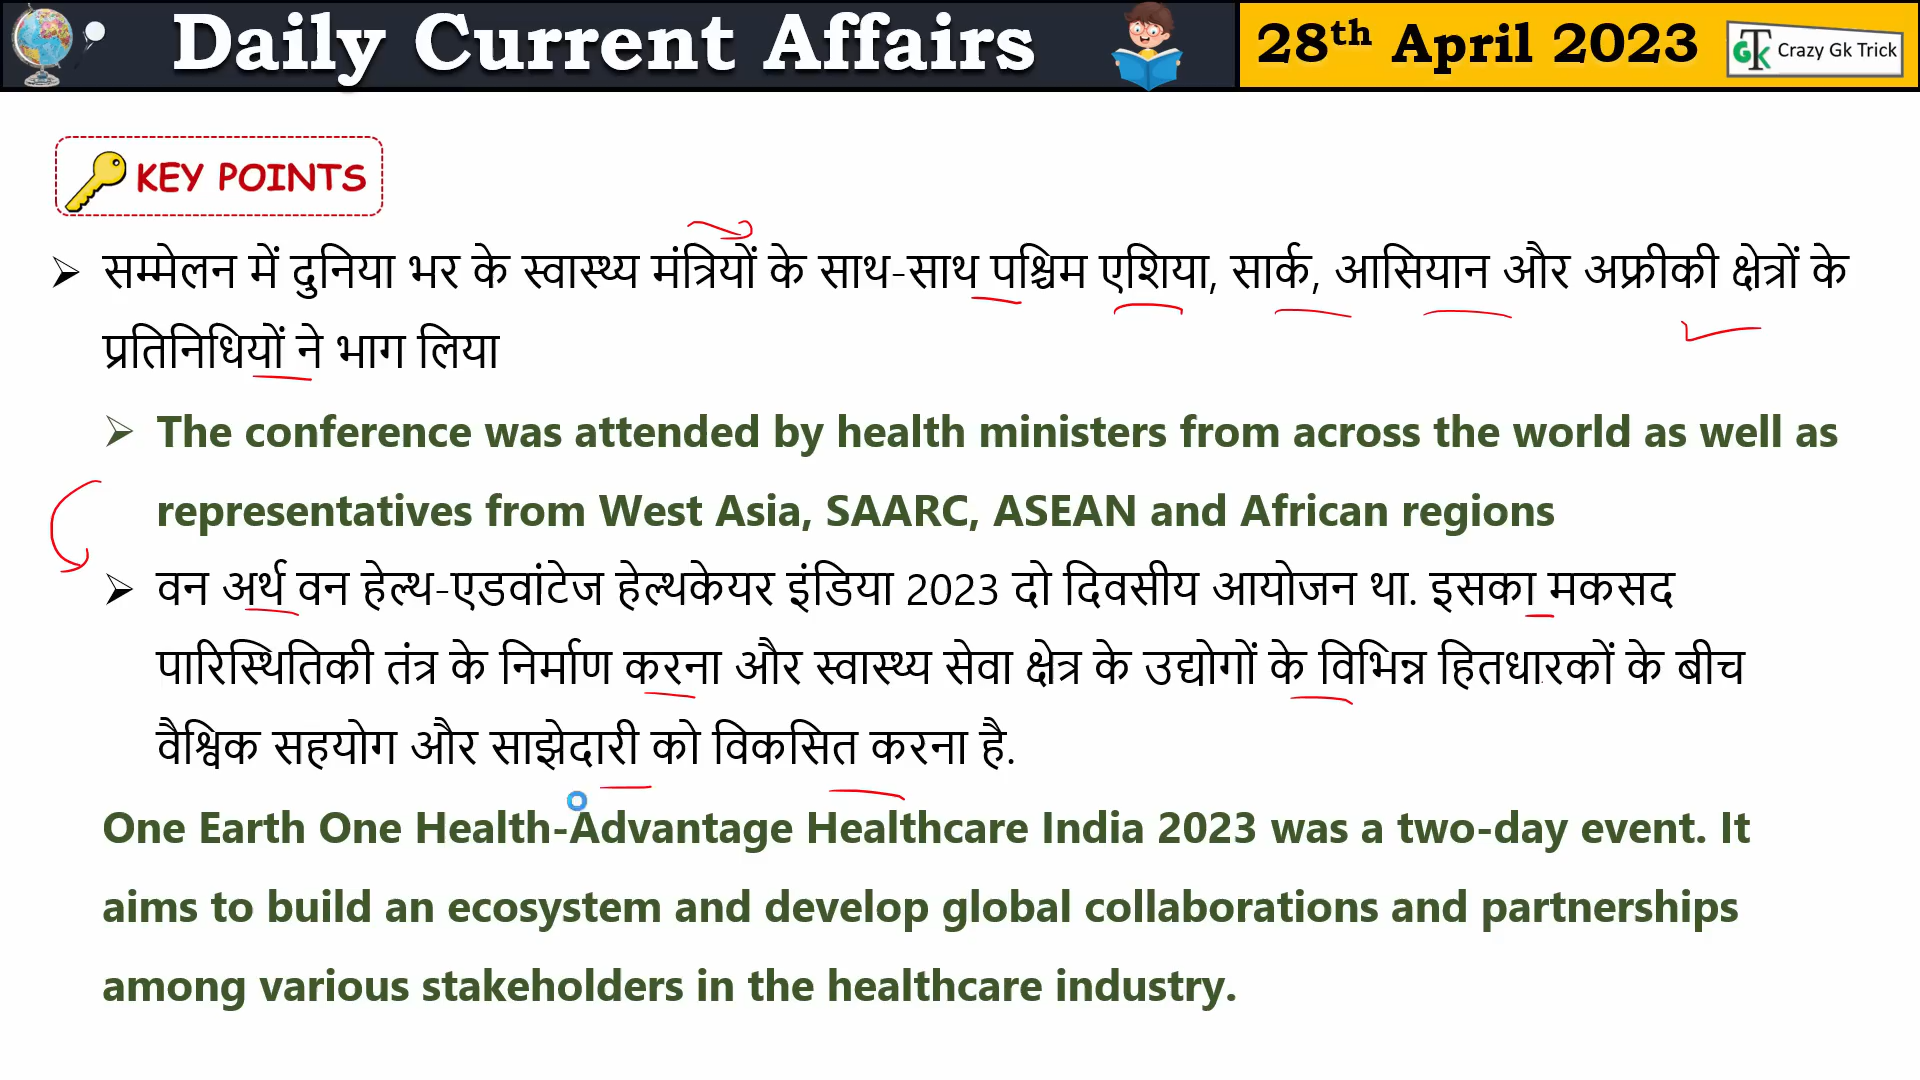 Daily Current Affairs
28th April 2023
GTK Crazy Gk Trick
KEY POINTS
सम्मेलन में दुनिया भर के स्वास्थ्य मंत्रियों के साथ-साथ पश्चिम एशिया, सार्क, आसियान और अफ्रीकी क्षेत्रों के
प्रतिनिधियों ने भाग लिया
The conference was attended by health ministers from across the world as well as
representatives from West Asia, SAARC, ASEAN and African regions
वन अर्थ वन हेल्थ-एडवांटेज हेल्थकेयर इंडिया 2023 दो दिवसीय आयोजन था. इसका मकसद
पारिस्थितिकी तंत्र के निर्माण करना और स्वास्थ्य सेवा क्षेत्र के उद्योगों के विभिन्न हितधारकों के बीच
वैश्विक सहयोग और साझेदारी को विकसित करना है.
One Earth One Health-Advantage Healthcare India 2023 was a two-day event. It
aims to build an ecosystem and develop global collaborations and partnerships
among various stakeholders in the healthcare industry.